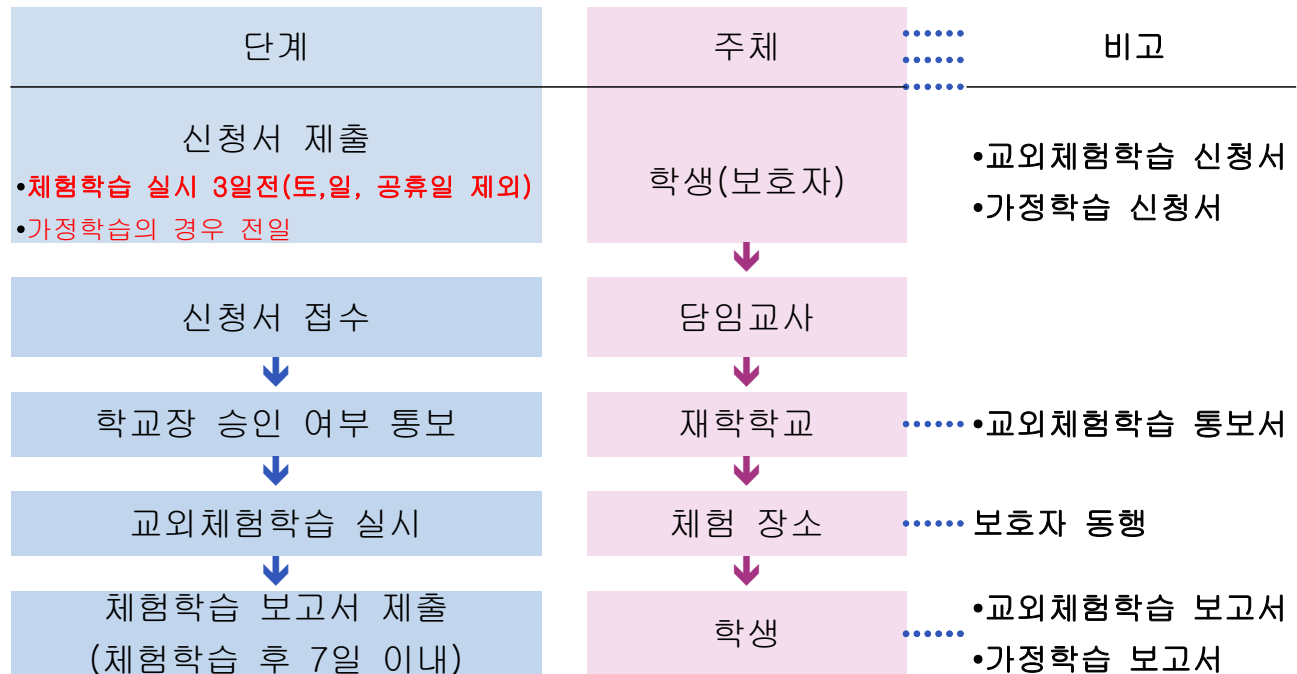 단계 주체 비고
신청서 제출
•체험학습 실시 3일전(토,일, 공휴일 제외)
•가정학습의 경우 전일
학생(보호자)
•교외체험학습 신청서
•가정학습 신청서
신청서 접수 담임교사
학교장 승인 여부 통보 재학학교 •교외체험학습 통보서
교외체험학습 실시 체험 장소 보호자 동행
체험학습 보고서 제출
(체험학습 후 7일 이내)
학생
•교외체험학습 보고서
•가정학습 보고서